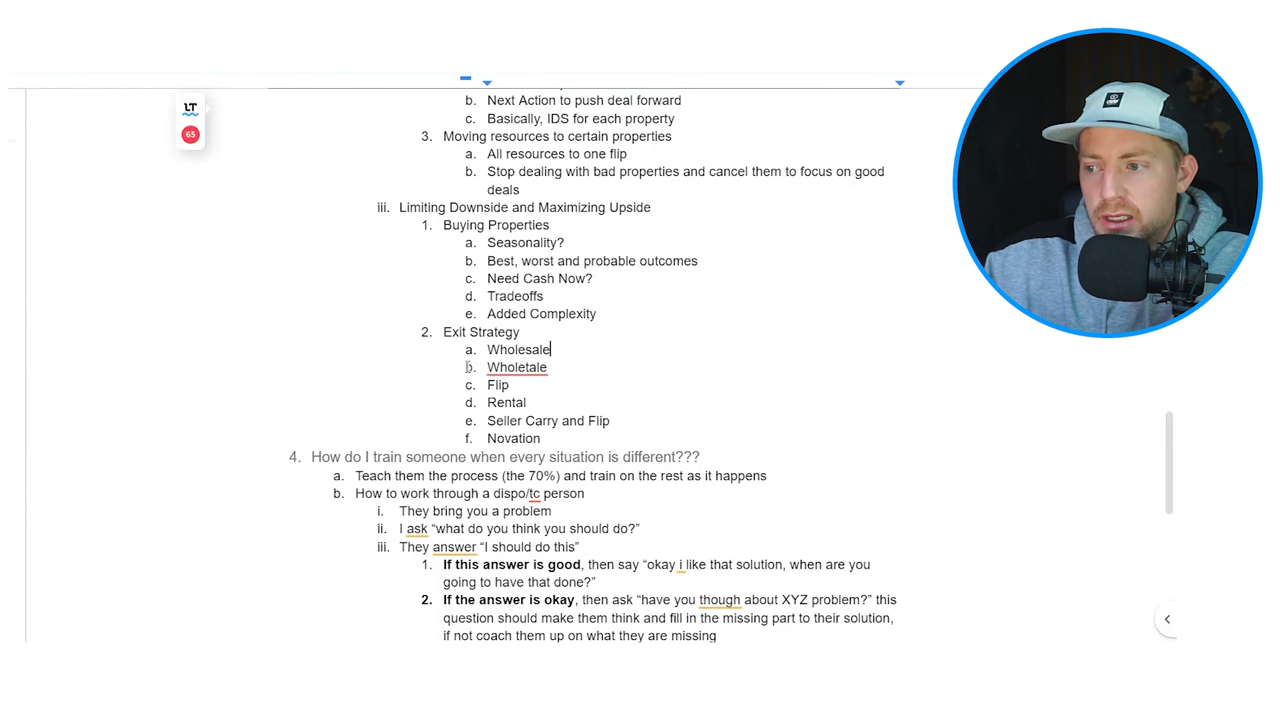 LT
65
b. Next Action to push deal forward
c. Basically, IDS for each property
3. Moving resources to certain properties
a. All resources to one flip
b. Stop dealing with bad properties and cancel them to focus on good
deals
iii. Limiting Downside and Maximizing Upside
1. Buying Properties
a. Seasonality?
b. Best, worst and probable outcomes
c. Need Cash Now?
d. Tradeoffs
e. Added Complexity
2. Exit Strategy
a. Wholesale
b. Wholetale
c. Flip
d. Rental
e. Seller Carry and Flip
f. Novation
4. How do I train someone when every situation is different???
a. Teach them the process (the 70%) and train on the rest as it happens
b. How to work through a dispo/tc person
i. They bring you a problem
ii. I ask “what do you think you should do?”
iii. They answer “I should do this”
1. If this answer is good, then say “okay i like that solution, when are you
going to have that done?”
2. If the answer is okay, then ask “have you though about XYZ problem?” this
question should make them think and fill in the missing part to their solution,
if not coach them up on what they are missing